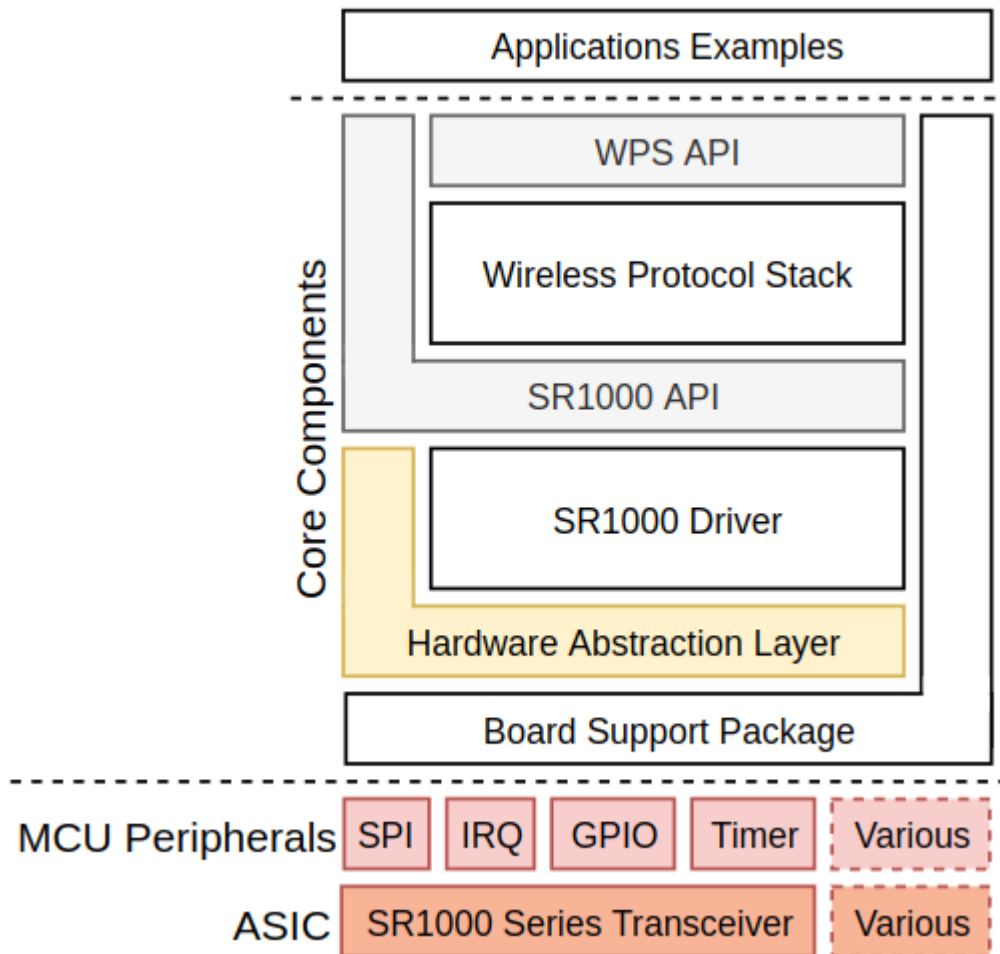 Applications Examples
WPS API
Wireless Protocol Stack
Core Components
SR1000 API
SR1000 Driver
Hardware Abstraction Layer
Board Support Package
MCU Peripherals SPI IRQ GPIO Timer Various
ASIC SR1000 Series Transceiver Various